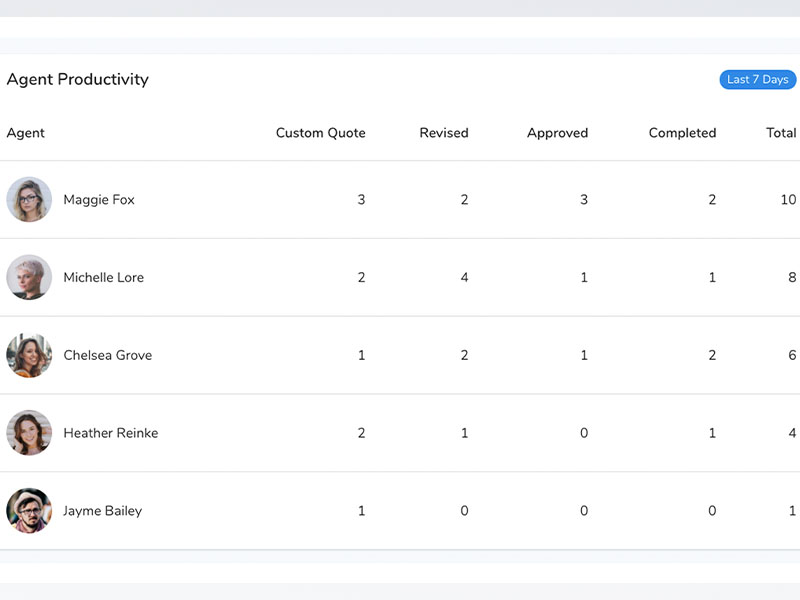 Agent Productivity Last 7 Days
Agent Custom Quote Revised Approved Completed Total
Maggie Fox 3 2 3 2 10
Michelle Lore 2 4 1 1 8
Chelsea Grove 1 2 1 2 6
Heather Reinke 2 1 0 1 4
Jayme Bailey 1 0 0 0 1